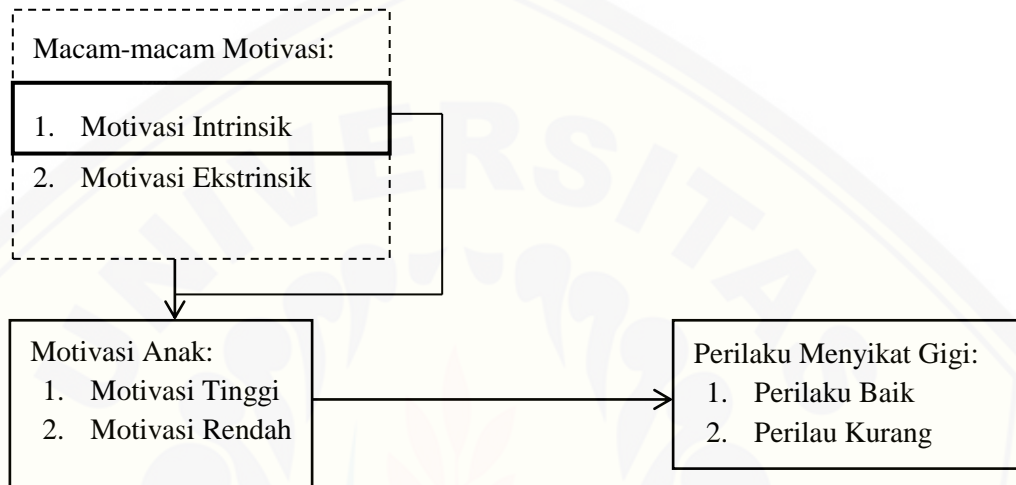 Macam-macam Motivasi:
1. Motivasi Intrinsik
2. Motivasi Ekstrinsik
Motivasi Anak:
1. Motivasi Tinggi
2. Motivasi Rendah
Perilaku Menyikat Gigi:
1. Perilaku Baik
2. Perilau Kurang
UNIVERSITAS